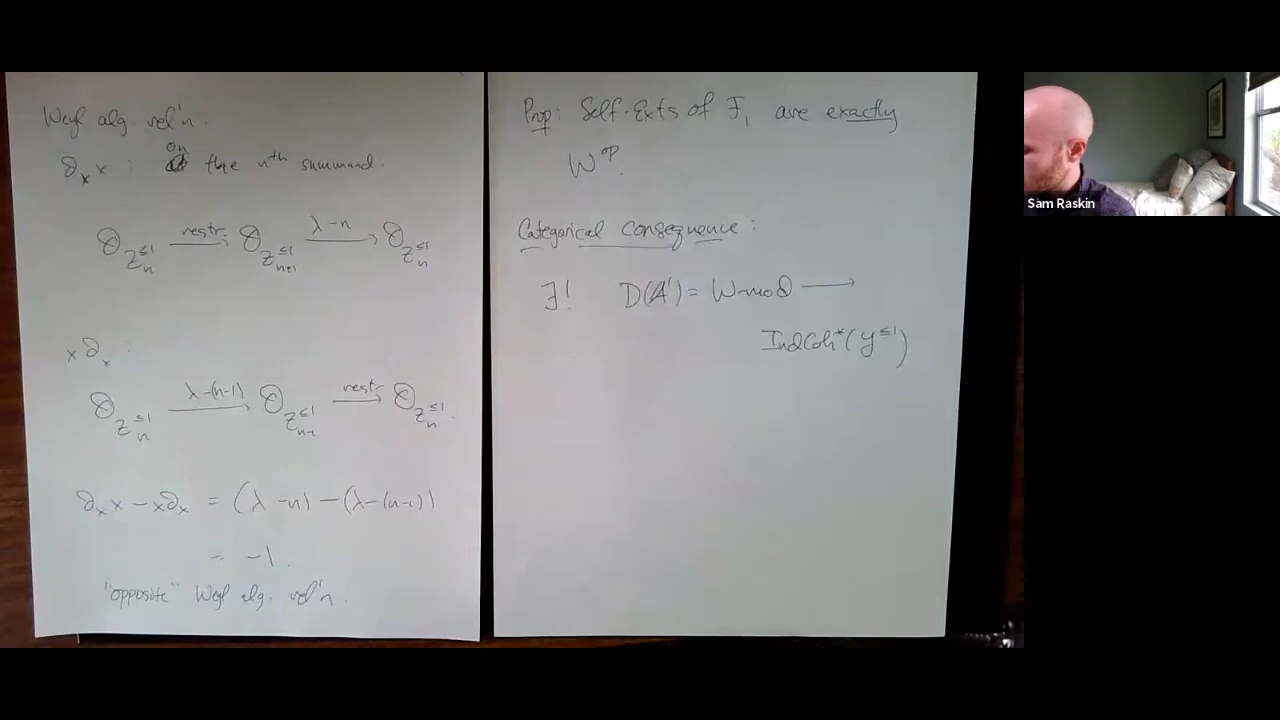 Weyl alg. rel'n.
∂ₓ x : on the nᵗʰ summand.
𝒪_{Z_n^{≤1}} —restr.→ 𝒪_{Z_{n+1}^{≤1}} —λ-n→ 𝒪_{Z_n^{≤1}}
x ∂ₓ :
𝒪_{Z_n^{≤1}} —λ-(n-1)→ 𝒪_{Z_{n-1}^{≤1}} —restr.→ 𝒪_{Z_n^{≤1}}.
∂ₓ x - x∂ₓ = (λ-n) - (λ-(n-1))
= -1.
"opposite" Weyl alg. rel'n.
Prop: Self-Exts of F₁ are exactly
W^{op}.
Categorical consequence:
∃! D(A¹) = W-mod ⟶
IndCoh*(Y^{≤1})
Sam Raskin